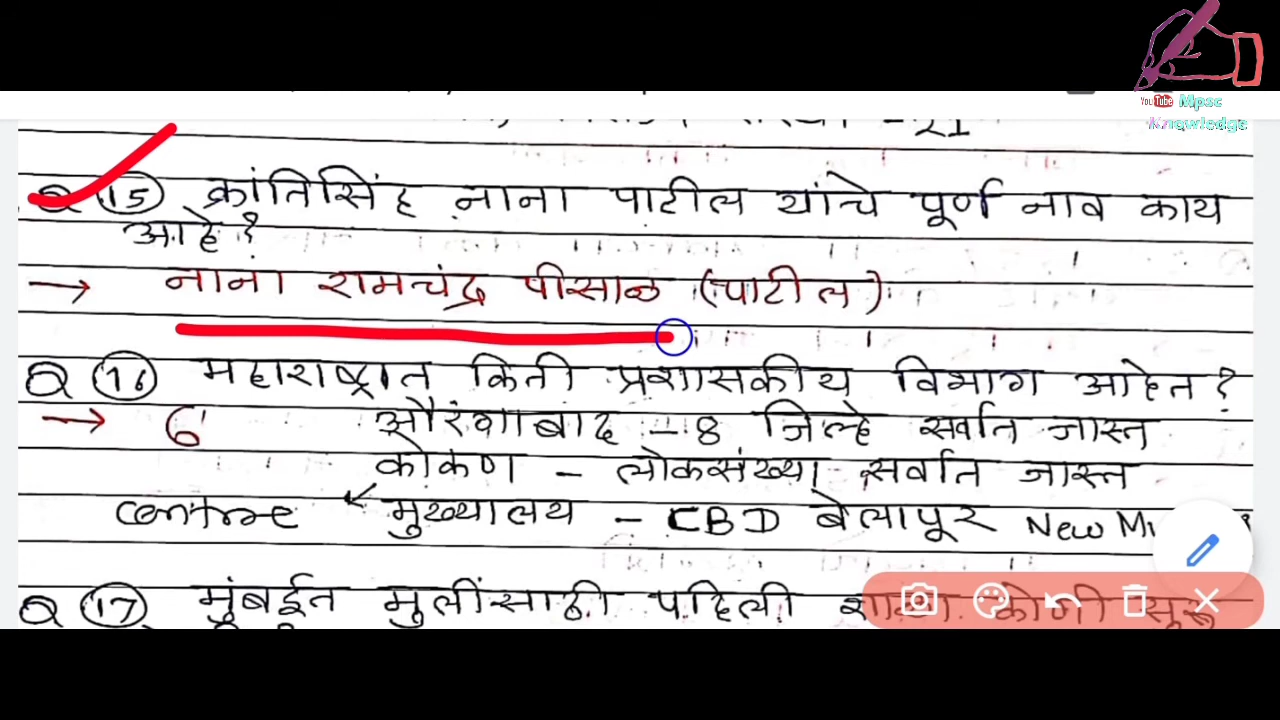 YouTube Mpsc
Knowledge
- 21
Q 15 क्रांतिसिंह नाना पाटील यांचे पूर्ण नाव काय
आहे?
→ नाना रामचंद्र पीसाळ (पाटील)
Q 16 महाराष्ट्रात किती प्रशासकीय विभाग आहेत?
→ 6 औरंगाबाद - 8 जिल्हे सर्वात जास्त
कोकण - लोकसंख्या सर्वात जास्त
centre ↙ मुख्यालय - CBD बेलापूर New
Q 17 मुंबईत मुलींसाठी पहिली शाळा कोणी सुरू